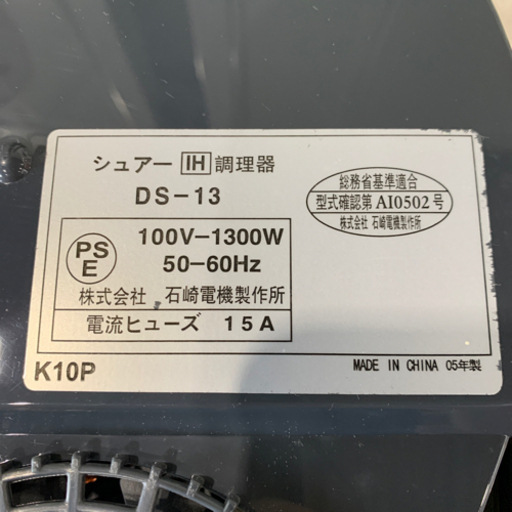 シュアー IH 調理器
DS-13
総務省基準適合
型式確認第 AI0502 号
株式会社 石崎電機製作所
PS
E
100V-1300W
50-60Hz
株式会社 石崎電機製作所
電流ヒューズ 15A
K10P
MADE IN CHINA 05年製